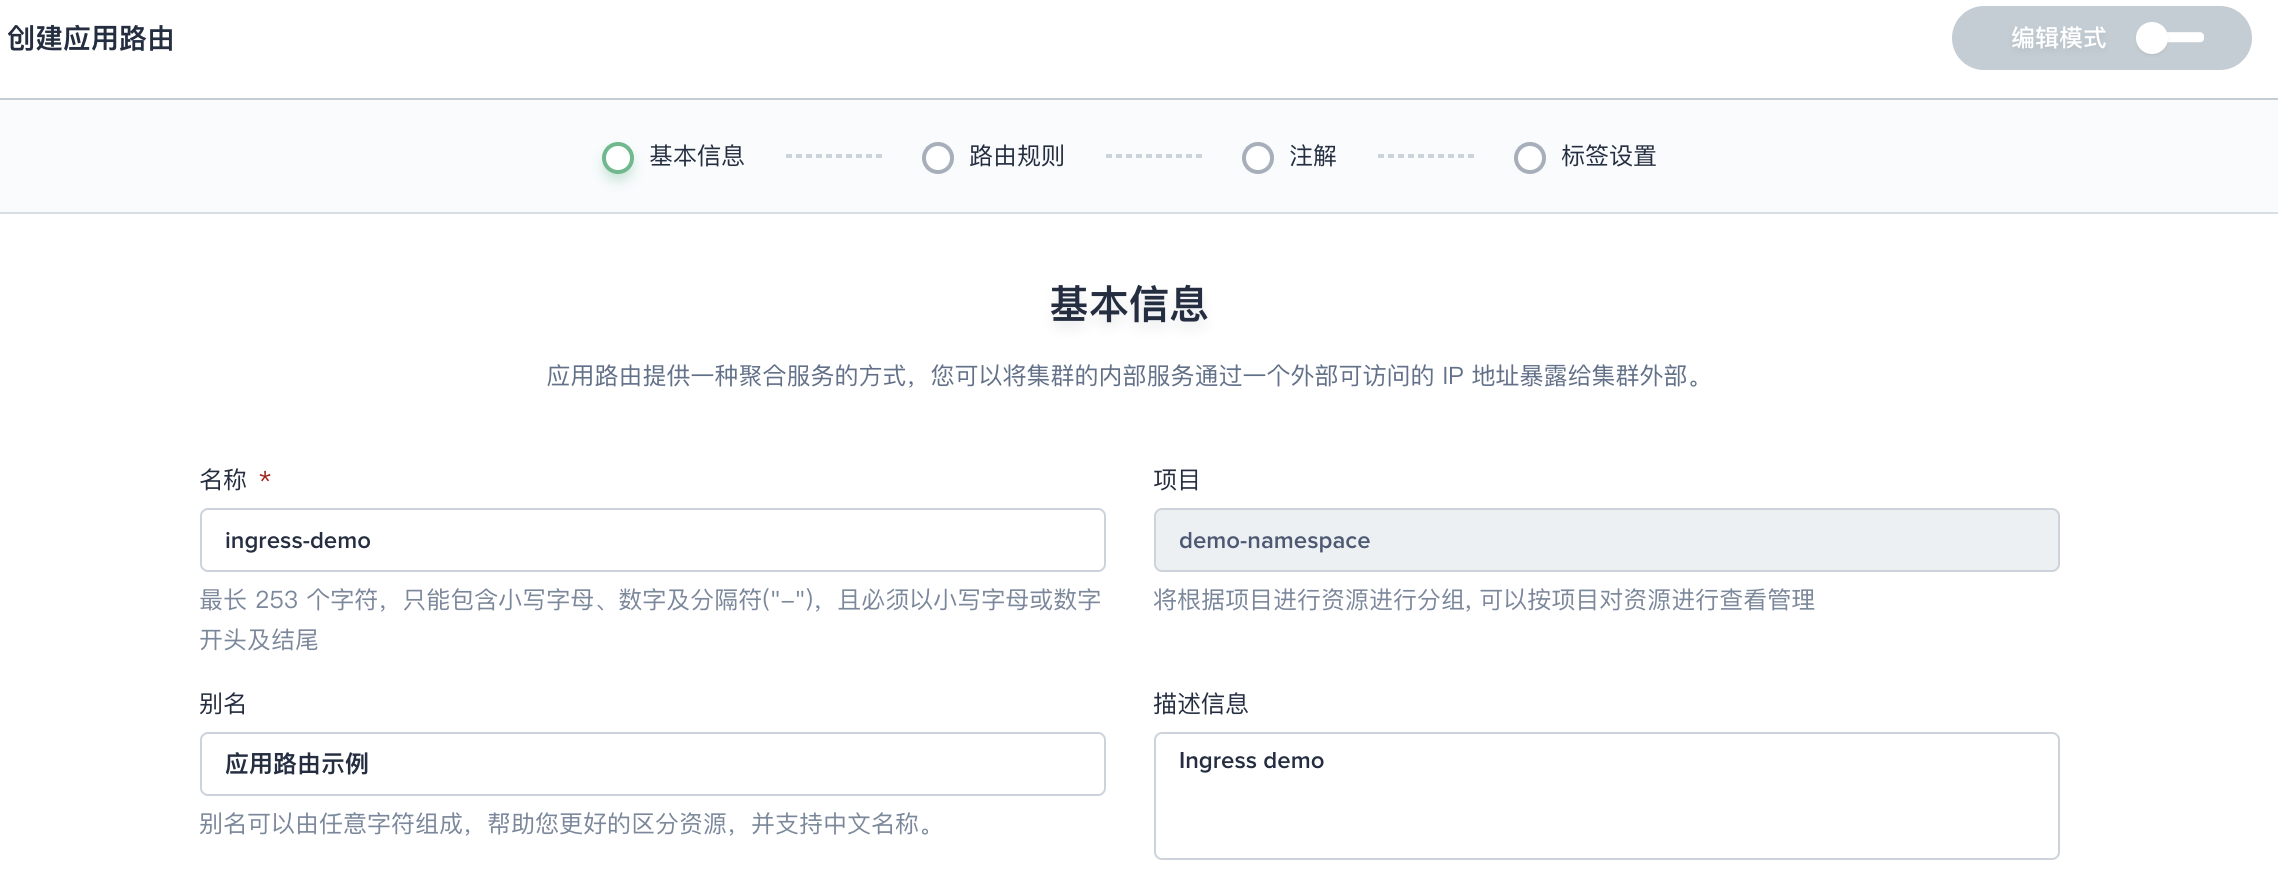 创建应用路由
编辑模式
基本信息
路由规则
注解
标签设置
基本信息
应用路由提供一种聚合服务的方式，您可以将集群的内部服务通过一个外部可访问的 IP 地址暴露给集群外部。
名称 *
ingress-demo
最长 253 个字符，只能包含小写字母、数字及分隔符("-")，且必须以小写字母或数字
开头及结尾
项目
demo-namespace
将根据项目进行资源进行分组, 可以按项目对资源进行查看管理
别名
应用路由示例
别名可以由任意字符组成，帮助您更好的区分资源，并支持中文名称。
描述信息
Ingress demo